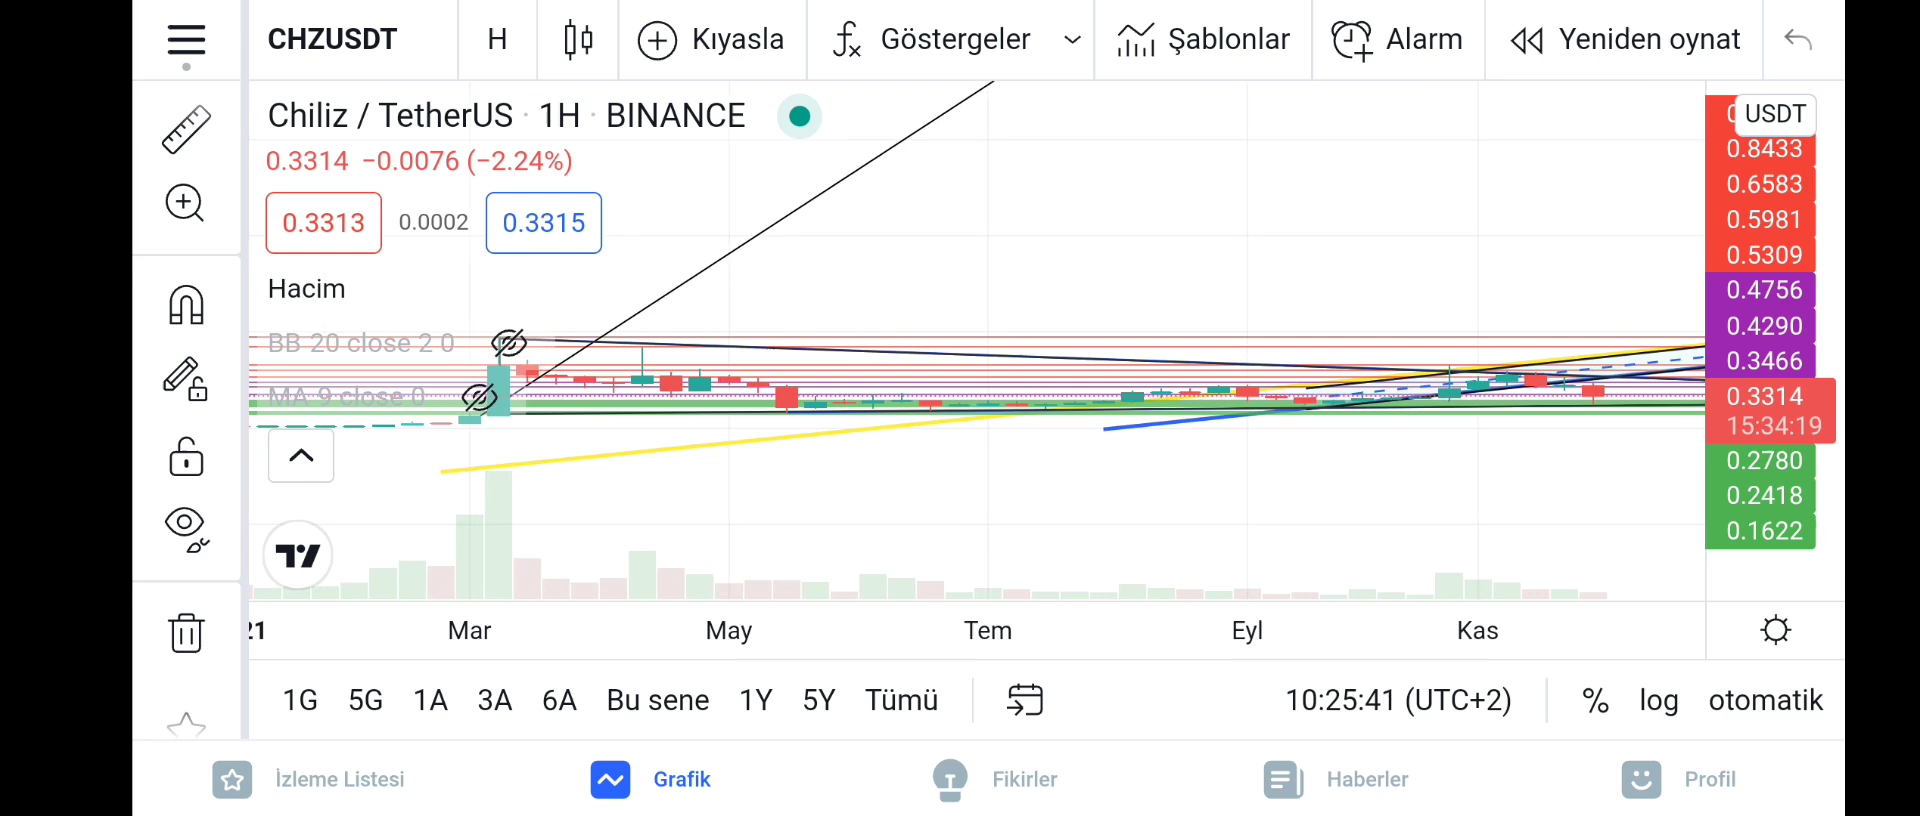 CHZUSDT H Kıyasla Göstergeler Şablonlar Alarm Yeniden oynat
Chiliz / TetherUS · 1H · BINANCE
0.3314 −0.0076 (−2.24%)
0.3313 0.0002 0.3315
Hacim
BB 20 close 2 0
MA 9 close 0
USDT
0.8433
0.6583
0.5981
0.5309
0.4756
0.4290
0.3466
0.3314
15:34:19
0.2780
0.2418
0.1622
21 Mar May Tem Eyl Kas
1G 5G 1A 3A 6A Bu sene 1Y 5Y Tümü 10:25:41 (UTC+2) % log otomatik
İzleme Listesi Grafik Fikirler Haberler Profil